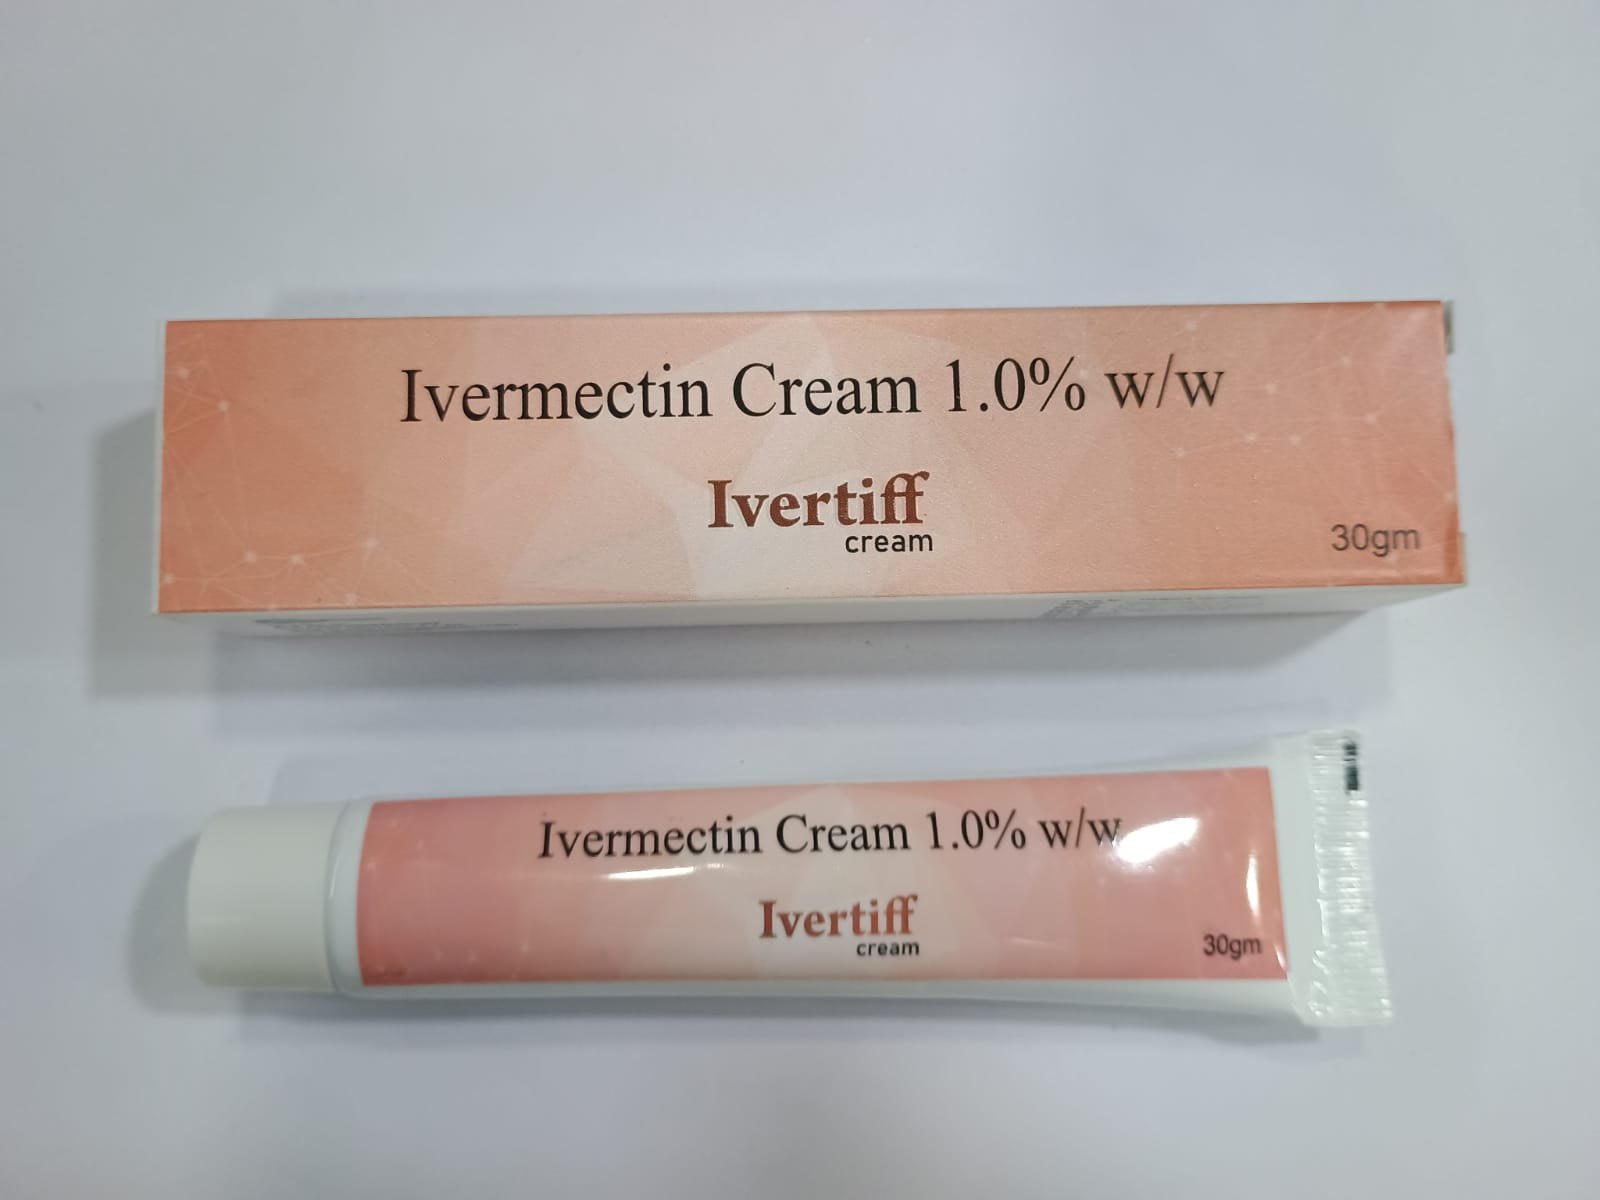 Ivermectin Cream 1.0% w/w
Ivertiff
cream
30gm
Ivermectin Cream 1.0% w/w
Ivertiff
cream
30gm